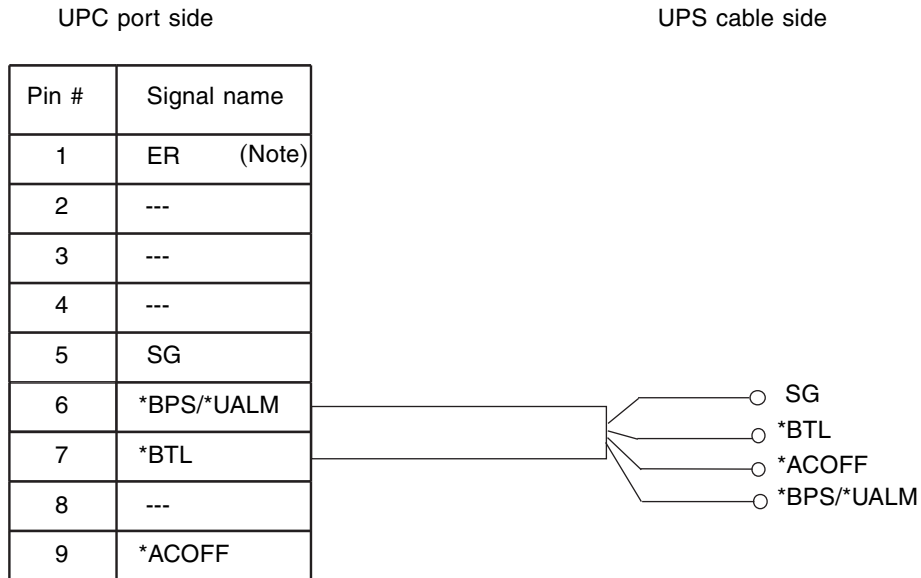 UPC port side UPS cable side
Pin # Signal name
1 ER (Note)
2 ---
3 ---
4 ---
5 SG
6 *BPS/*UALM
7 *BTL
8 ---
9 *ACOFF
SG
*BTL
*ACOFF
*BPS/*UALM